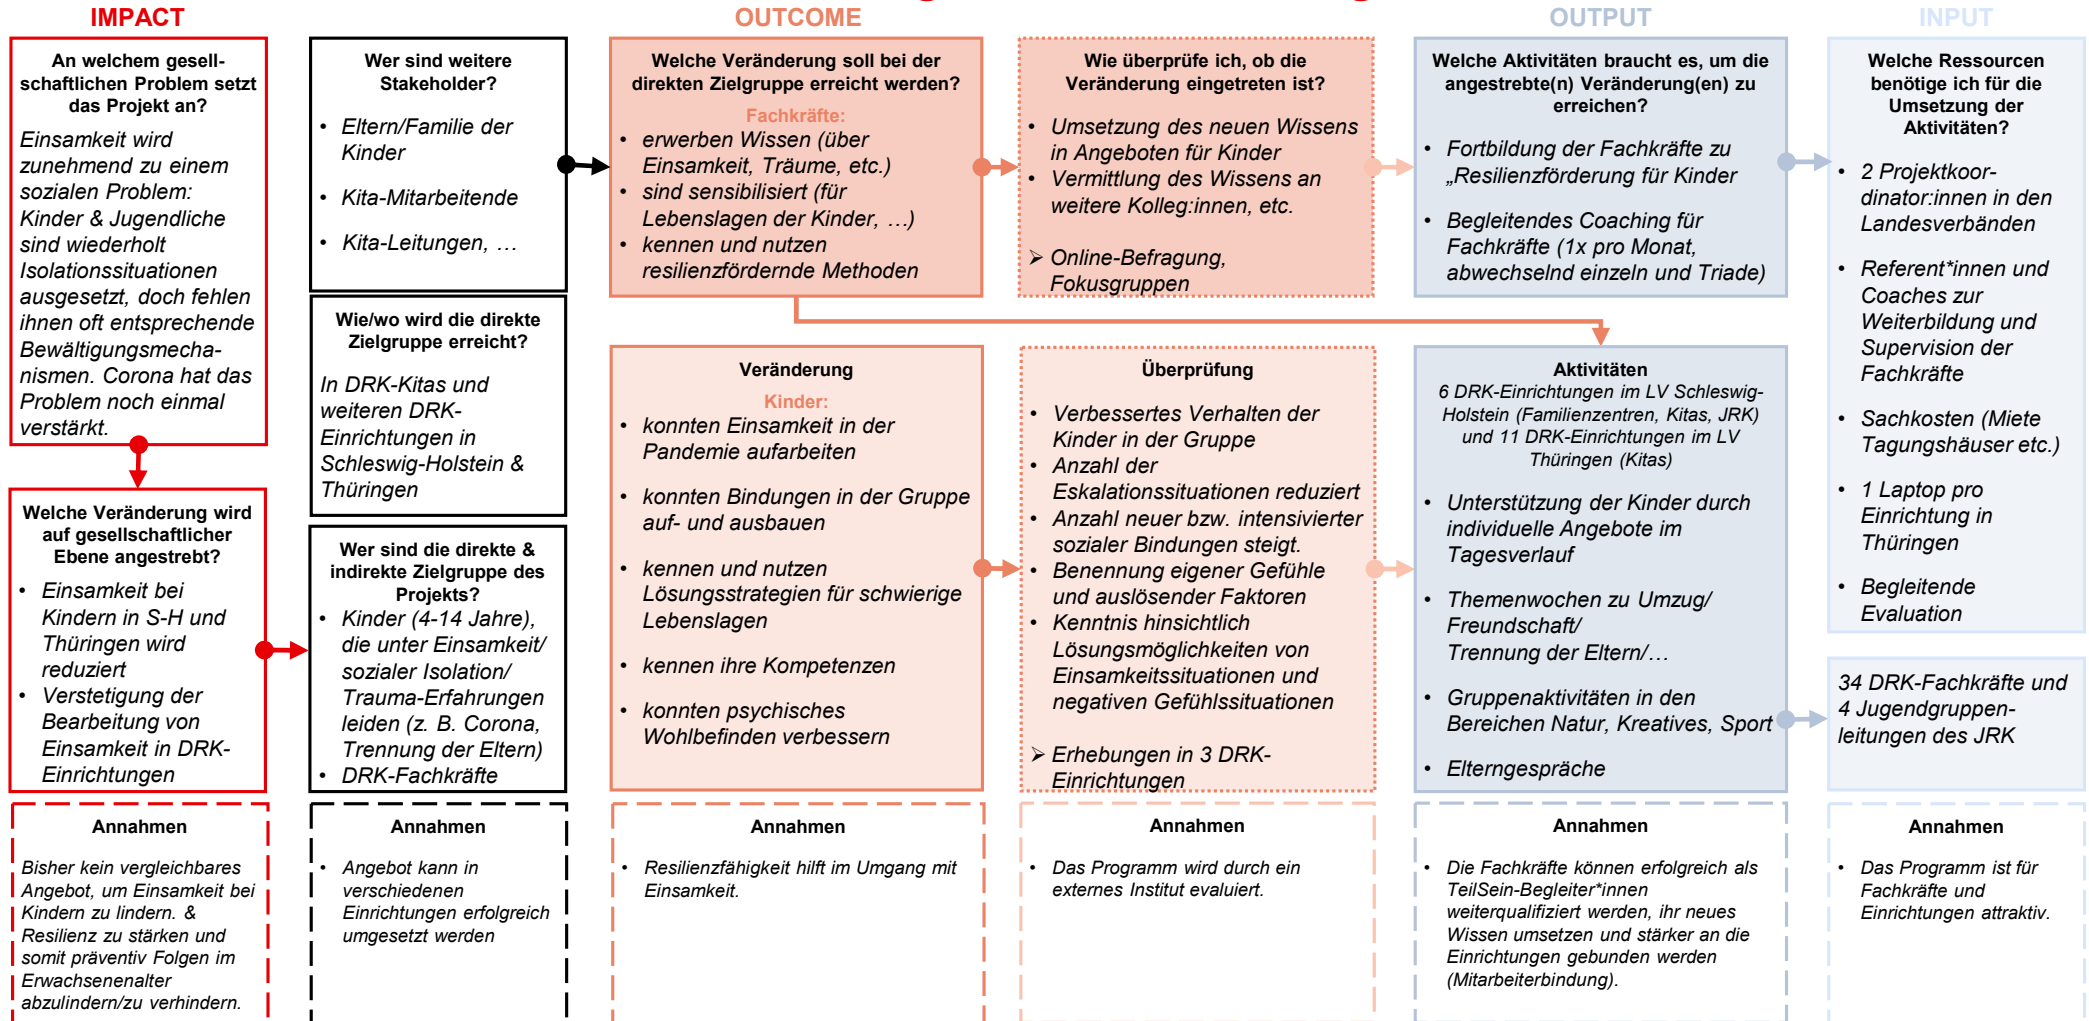 IMPACT
OUTCOME
OUTPUT
INPUT
An welchem gesell-
schaftlichen Problem setzt
das Projekt an?
Einsamkeit wird
zunehmend zu einem
sozialen Problem:
Kinder & Jugendliche
sind wiederholt
Isolationssituationen
ausgesetzt, doch fehlen
ihnen oft entsprechende
Bewältigungsmecha-
nismen. Corona hat das
Problem noch einmal
verstärkt.
Welche Veränderung wird
auf gesellschaftlicher
Ebene angestrebt?
• Einsamkeit bei
Kindern in S-H und
Thüringen wird
reduziert
• Verstetigung der
Bearbeitung von
Einsamkeit in DRK-
Einrichtungen
Annahmen
Bisher kein vergleichbares
Angebot, um Einsamkeit bei
Kindern zu lindern. &
Resilienz zu stärken und
somit präventiv Folgen im
Erwachsenenalter
abzulindern/zu verhindern.
Wer sind weitere
Stakeholder?
• Eltern/Familie der
Kinder
• Kita-Mitarbeitende
• Kita-Leitungen, …
Wie/wo wird die direkte
Zielgruppe erreicht?
In DRK-Kitas und
weiteren DRK-
Einrichtungen in
Schleswig-Holstein &
Thüringen
Wer sind die direkte &
indirekte Zielgruppe des
Projekts?
• Kinder (4-14 Jahre),
die unter Einsamkeit/
sozialer Isolation/
Trauma-Erfahrungen
leiden (z. B. Corona,
Trennung der Eltern)
• DRK-Fachkräfte
Annahmen
• Angebot kann in
verschiedenen
Einrichtungen erfolgreich
umgesetzt werden
Welche Veränderung soll bei der
direkten Zielgruppe erreicht werden?
Fachkräfte:
• erwerben Wissen (über
Einsamkeit, Träume, etc.)
• sind sensibilisiert (für
Lebenslagen der Kinder, …)
• kennen und nutzen
resilienzfördernde Methoden
Veränderung
Kinder:
• konnten Einsamkeit in der
Pandemie aufarbeiten
• konnten Bindungen in der Gruppe
auf- und ausbauen
• kennen und nutzen
Lösungsstrategien für schwierige
Lebenslagen
• kennen ihre Kompetenzen
• konnten psychisches
Wohlbefinden verbessern
Annahmen
• Resilienzfähigkeit hilft im Umgang mit
Einsamkeit.
Wie überprüfe ich, ob die
Veränderung eingetreten ist?
• Umsetzung des neuen Wissens
in Angeboten für Kinder
• Vermittlung des Wissens an
weitere Kolleg:innen, etc.
➢ Online-Befragung,
Fokusgruppen
Überprüfung
• Verbessertes Verhalten der
Kinder in der Gruppe
• Anzahl der
Eskalationssituationen reduziert
• Anzahl neuer bzw. intensivierter
sozialer Bindungen steigt.
• Benennung eigener Gefühle
und auslösender Faktoren
• Kenntnis hinsichtlich
Lösungsmöglichkeiten von
Einsamkeitssituationen und
negativen Gefühlssituationen
➢ Erhebungen in 3 DRK-
Einrichtungen
Annahmen
• Das Programm wird durch ein
externes Institut evaluiert.
Welche Aktivitäten braucht es, um die
angestrebte(n) Veränderung(en) zu
erreichen?
• Fortbildung der Fachkräfte zu
„Resilienzförderung für Kinder
• Begleitendes Coaching für
Fachkräfte (1x pro Monat,
abwechselnd einzeln und Triade)
Aktivitäten
6 DRK-Einrichtungen im LV Schleswig-
Holstein (Familienzentren, Kitas, JRK)
und 11 DRK-Einrichtungen im LV
Thüringen (Kitas)
• Unterstützung der Kinder durch
individuelle Angebote im
Tagesverlauf
• Themenwochen zu Umzug/
Freundschaft/
Trennung der Eltern/…
• Gruppenaktivitäten in den
Bereichen Natur, Kreatives, Sport
• Elterngespräche
Annahmen
• Die Fachkräfte können erfolgreich als
TeilSein-Begleiter*innen
weiterqualifiziert werden, ihr neues
Wissen umsetzen und stärker an die
Einrichtungen gebunden werden
(Mitarbeiterbindung).
Welche Ressourcen
benötige ich für die
Umsetzung der
Aktivitäten?
• 2 Projektkoor-
dinator:innen in den
Landesverbänden
• Referent*innen und
Coaches zur
Weiterbildung und
Supervision der
Fachkräfte
• Sachkosten (Miete
Tagungshäuser etc.)
• 1 Laptop pro
Einrichtung in
Thüringen
• Begleitende
Evaluation
34 DRK-Fachkräfte und
4 Jugendgruppen-
leitungen des JRK
Annahmen
• Das Programm ist für
Fachkräfte und
Einrichtungen attraktiv.